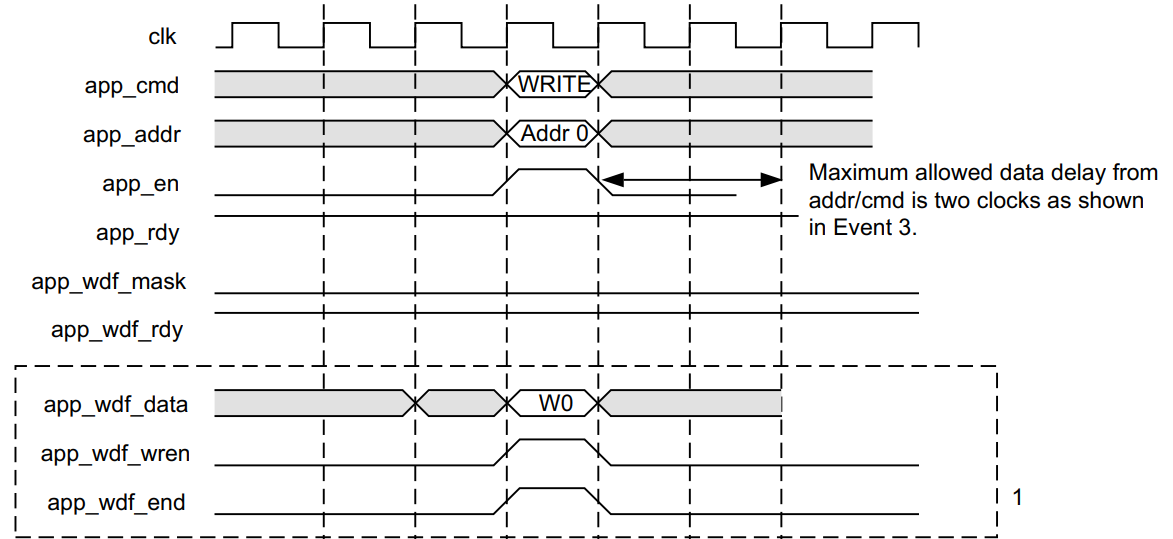 clk
app_cmd
WRITE
app_addr
Addr 0
app_en
Maximum allowed data delay from
addr/cmd is two clocks as shown
in Event 3.
app_rdy
app_wdf_mask
app_wdf_rdy
app_wdf_data
W0
app_wdf_wren
app_wdf_end
1